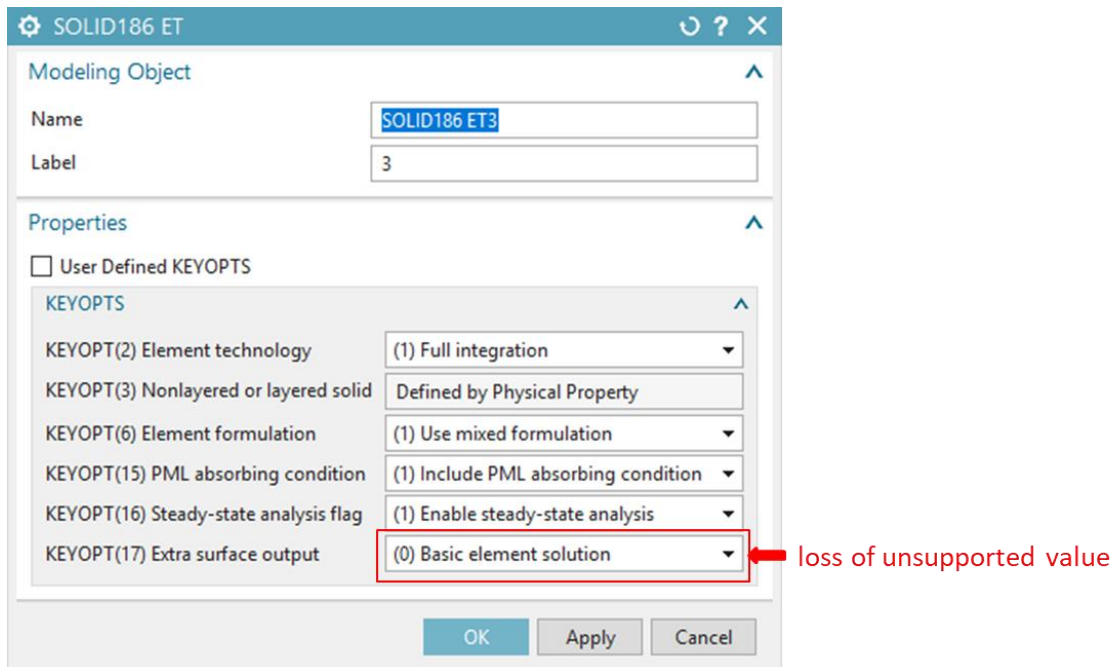 SOLID186 ET
Modeling Object
Name SOLID186 ET3
Label 3
Properties
User Defined KEYOPTS
KEYOPTS
KEYOPT(2) Element technology (1) Full integration
KEYOPT(3) Nonlayered or layered solid Defined by Physical Property
KEYOPT(6) Element formulation (1) Use mixed formulation
KEYOPT(15) PML absorbing condition (1) Include PML absorbing condition
KEYOPT(16) Steady-state analysis flag (1) Enable steady-state analysis
KEYOPT(17) Extra surface output (0) Basic element solution loss of unsupported value
OK Apply Cancel